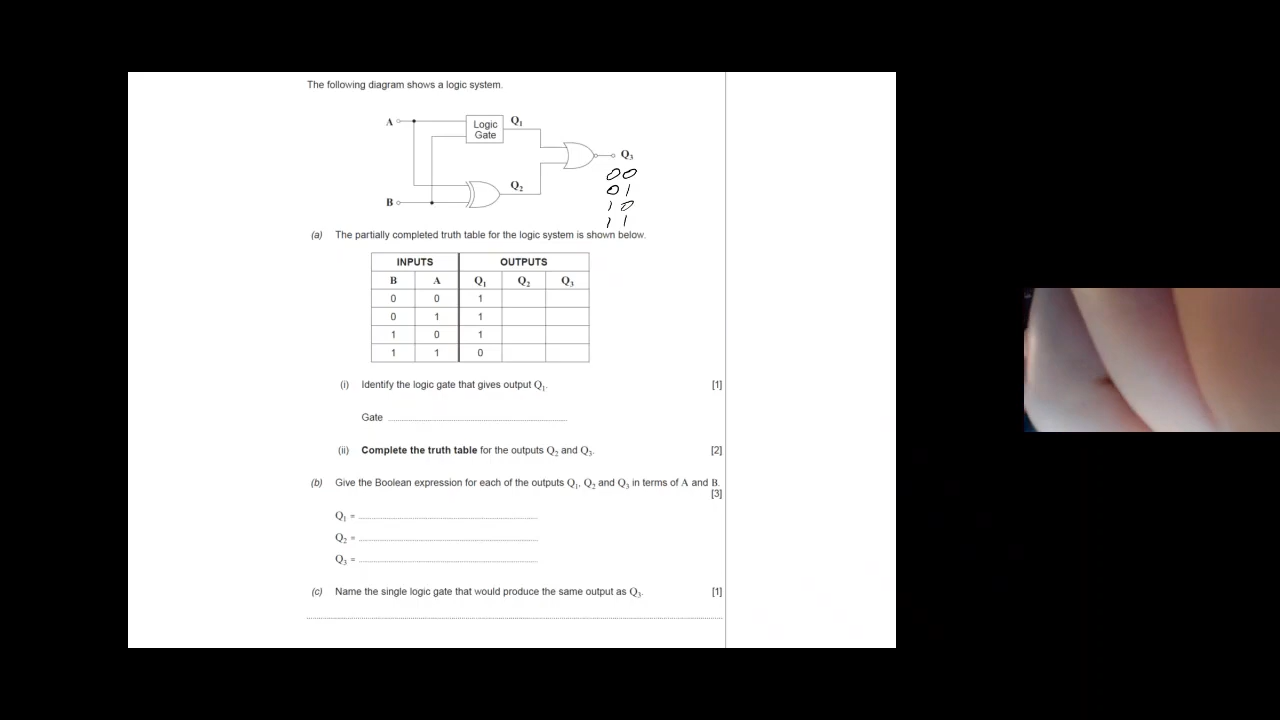 The following diagram shows a logic system.
A
Logic
Gate
Q₁
Q₃
Q₂
B
00
01
10
11
(a) The partially completed truth table for the logic system is shown below.
INPUTS OUTPUTS
B A Q₁ Q₂ Q₃
0 0 1
0 1 1
1 0 1
1 1 0
(i) Identify the logic gate that gives output Q₁. [1]
Gate ....................
(ii) Complete the truth table for the outputs Q₂ and Q₃. [2]
(b) Give the Boolean expression for each of the outputs Q₁, Q₂ and Q₃ in terms of A and B.
[3]
Q₁ = ....................
Q₂ = ....................
Q₃ = ....................
(c) Name the single logic gate that would produce the same output as Q₃. [1]